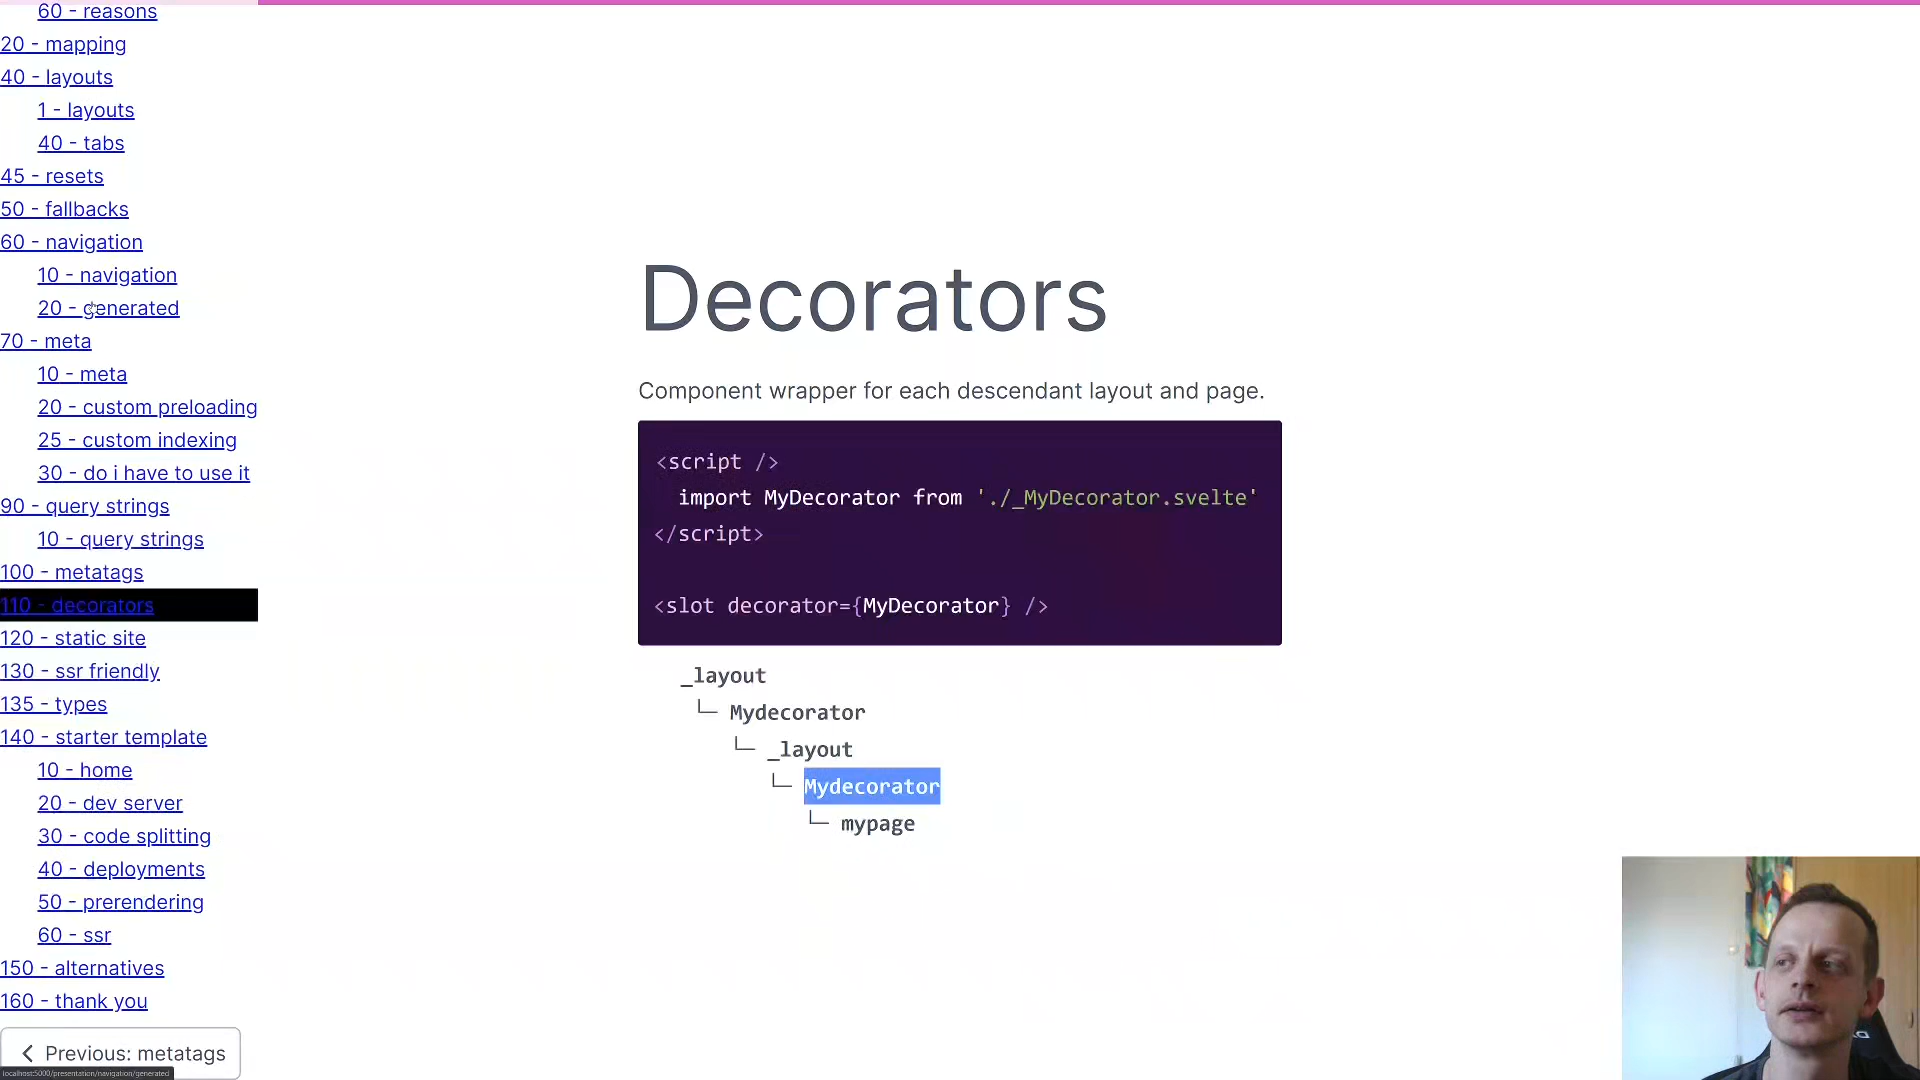 60 - reasons
20 - mapping
40 - layouts
1 - layouts
40 - tabs
45 - resets
50 - fallbacks
60 - navigation
10 - navigation
20 - generated
70 - meta
10 - meta
20 - custom preloading
25 - custom indexing
30 - do i have to use it
90 - query strings
10 - query strings
100 - metatags
110 - decorators
120 - static site
130 - ssr friendly
135 - types
140 - starter template
10 - home
20 - dev server
30 - code splitting
40 - deployments
50 - prerendering
60 - ssr
150 - alternatives
160 - thank you
Previous: metatags
localhost:5000/presentation/navigation/generated
Decorators
Component wrapper for each descendant layout and page.
<script />
import MyDecorator from './_MyDecorator.svelte'
</script>
<slot decorator={MyDecorator} />
_layout
└─ Mydecorator
└─ _layout
└─ Mydecorator
└─ mypage